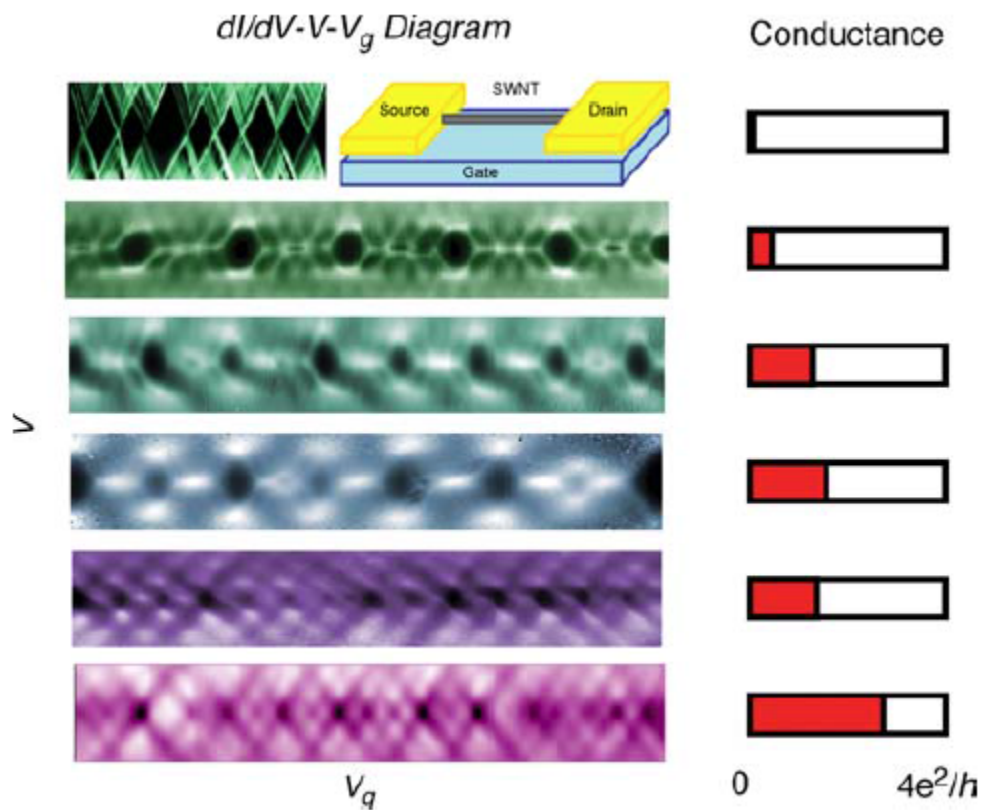 dI/dV-V-Vg Diagram
Conductance
SWNT
Source
Drain
Gate
V
Vg
0
4e²/h